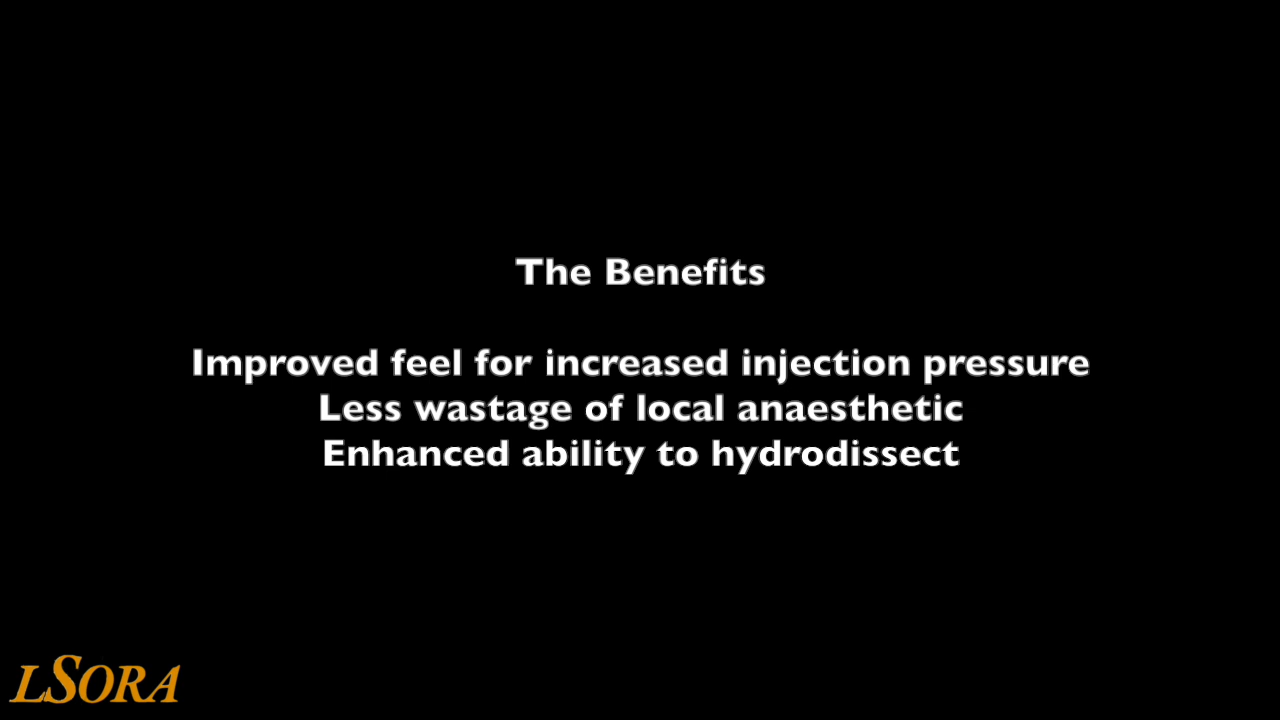 The Benefits
Improved feel for increased injection pressure
Less wastage of local anaesthetic
Enhanced ability to hydrodissect
LSORA